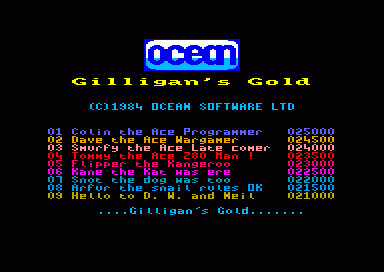 ocean
Gilligan's Gold
(C)1984 OCEAN SOFTWARE LTD
01 Colin the Ace Programmer 025000
02 Dave the Ace Wargamer 024500
03 Smurfy the Ace Late Comer 024000
04 Tommy the Ace Z80 Man ! 023500
05 Flipper the Kangeroo 023000
06 Kane the Kat was ere 022500
07 Snot the dog was too 022000
08 Arfur the snail rules OK 021500
09 Hello to D. W. and Neil 021000
....Gilligan's Gold.......